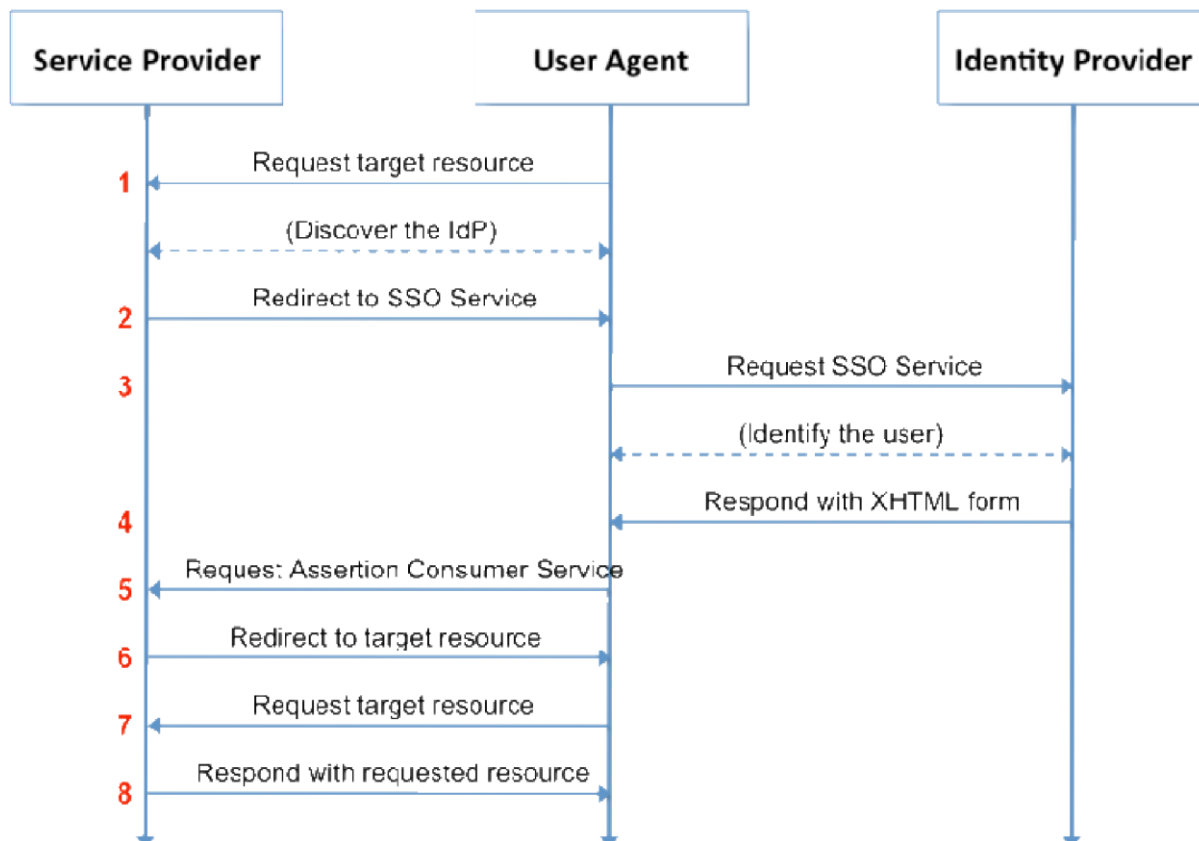 Service Provider
User Agent
Identity Provider
Request target resource
1
(Discover the IdP)
Redirect to SSO Service
2
Request SSO Service
3
(Identify the user)
Respond with XHTML form
4
Request Assertion Consumer Service
5
Redirect to target resource
6
Request target resource
7
Respond with requested resource
8